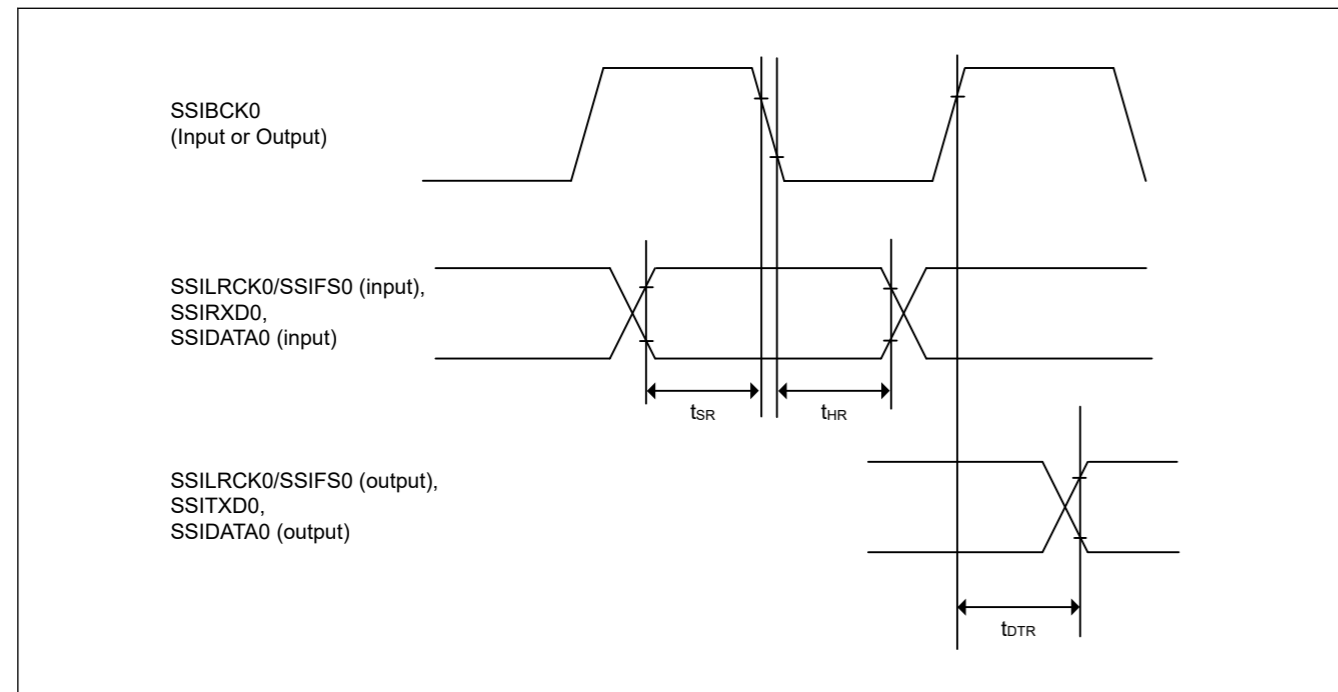 SSIBCK0
(Input or Output)
SSILRCK0/SSIFS0 (input),
SSIRXD0,
SSIDATA0 (input)
tSR
tHR
SSILRCK0/SSIFS0 (output),
SSITXD0,
SSIDATA0 (output)
tDTR